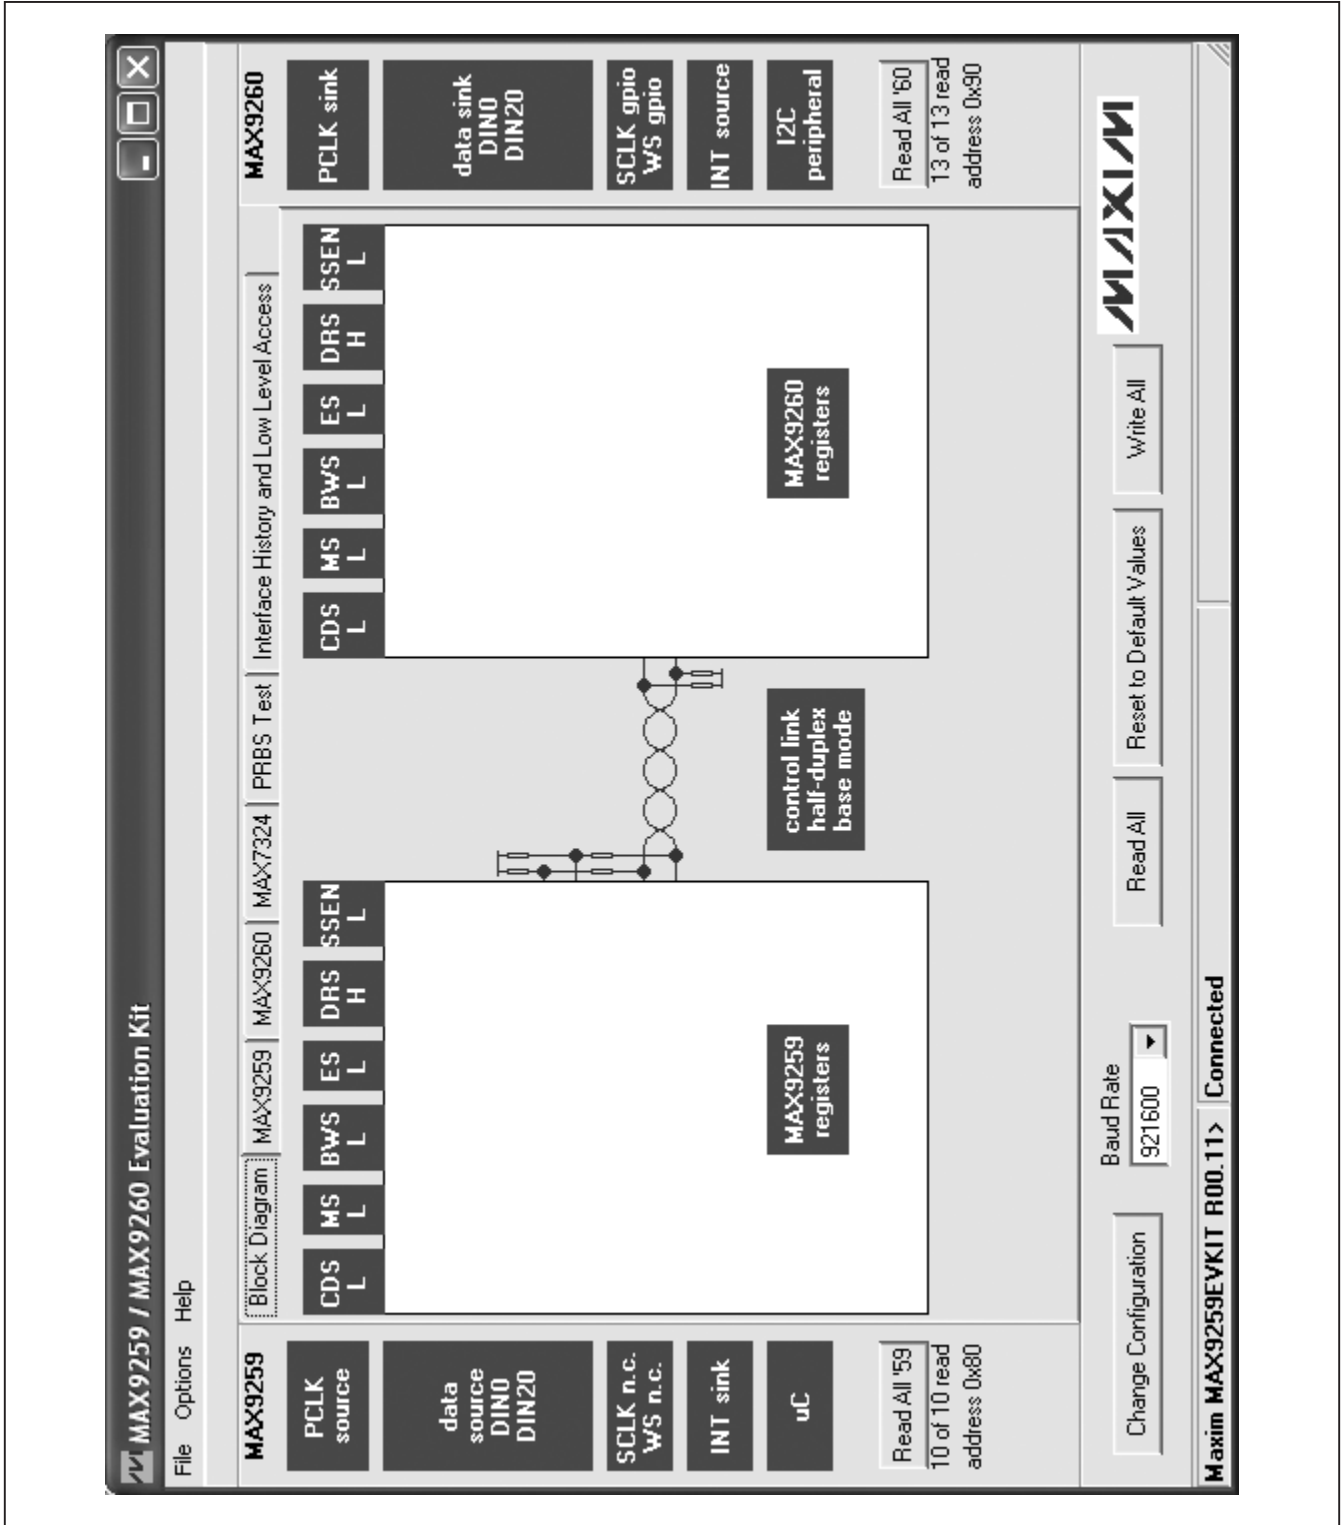 MAX9259 / MAX9260 Evaluation Kit
File Options Help
MAX9259
Block Diagram MAX9259 MAX9260 MAX7324 PRBS Test Interface History and Low Level Access
MAX9260
PCLK
source
data
source
DIN0
DIN20
SCLK n.c.
WS n.c.
INT sink
uC
Read All '59
10 of 10 read
address 0x80
CDS
L
MS
L
BWS
L
ES
L
DRS
H
SSEN
L
MAX9259
registers
control link
half-duplex
base mode
CDS
L
MS
L
BWS
L
ES
L
DRS
H
SSEN
L
MAX9260
registers
PCLK sink
data sink
DIN0
DIN20
SCLK gpio
WS gpio
INT source
I2C
peripheral
Read All '60
13 of 13 read
address 0x90
Change Configuration
Baud Rate
921600
Read All
Reset to Default Values
Write All
MAXIM
Maxim MAX9259EVKIT R00.11> Connected